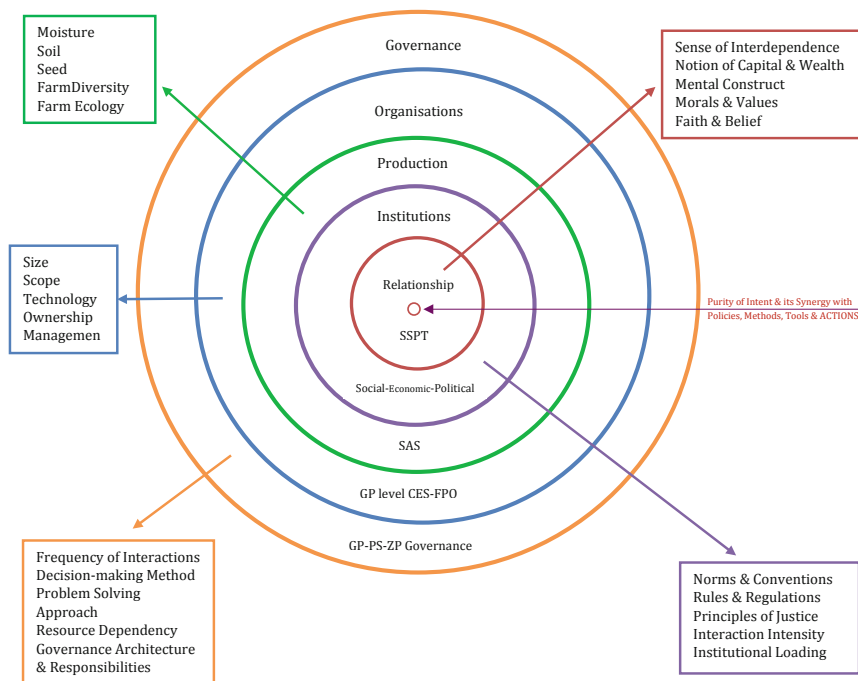 Moisture
Soil
Seed
FarmDiversity
Farm Ecology
Governance
Sense of Interdependence
Notion of Capital & Wealth
Mental Construct
Morals & Values
Faith & Belief
Organisations
Production
Institutions
Size
Scope
Technology
Ownership
Managemen
Relationship
SSPT
Purity of Intent & its Synergy with
Policies, Methods, Tools & ACTIONS
Social-Economic-Political
SAS
GP level CES-FPO
GP-PS-ZP Governance
Frequency of Interactions
Decision-making Method
Problem Solving
Approach
Resource Dependency
Governance Architecture
& Responsibilities
Norms & Conventions
Rules & Regulations
Principles of Justice
Interaction Intensity
Institutional Loading